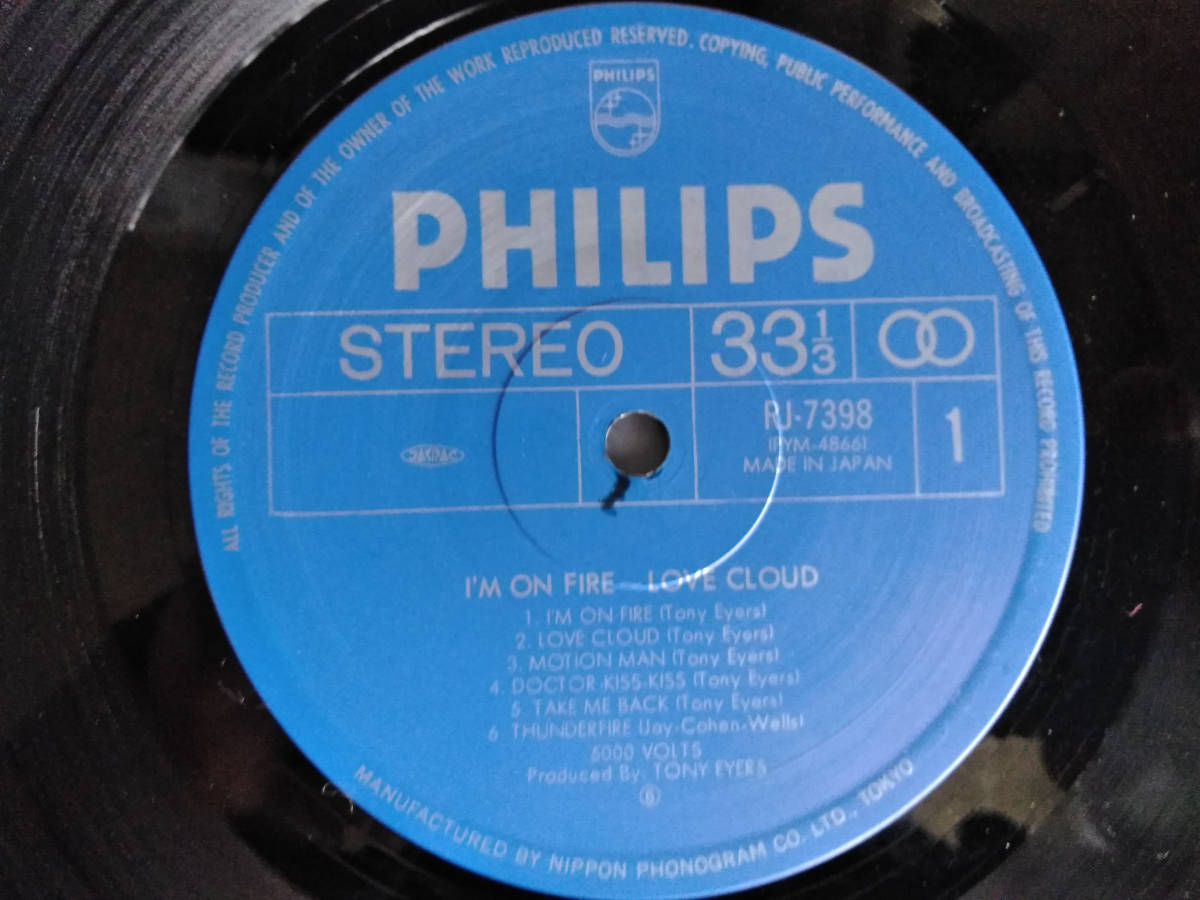 ALL RIGHTS OF THE RECORD PRODUCER AND OF THE OWNER OF THE WORK REPRODUCED RESERVED. COPYING, PUBLIC PERFORMANCE AND BROADCASTING OF THIS RECORD PROHIBITED
PHILIPS
PHILIPS
STEREO
33 1/3
RJ-7398
(PYM-4866)
MADE IN JAPAN
1
JASRAC
I'M ON FIRE LOVE CLOUD
1. I'M ON FIRE (Tony Eyers)
2. LOVE CLOUD (Tony Eyers)
3. MOTION MAN (Tony Eyers)
4. DOCTOR KISS-KISS (Tony Eyers)
5. TAKE ME BACK (Tony Eyers)
6 THUNDERFIRE (Jay-Cohen-Wells)
5000 VOLTS
Produced By: TONY EYERS
MANUFACTURED BY NIPPON PHONOGRAM CO. LTD., TOKYO